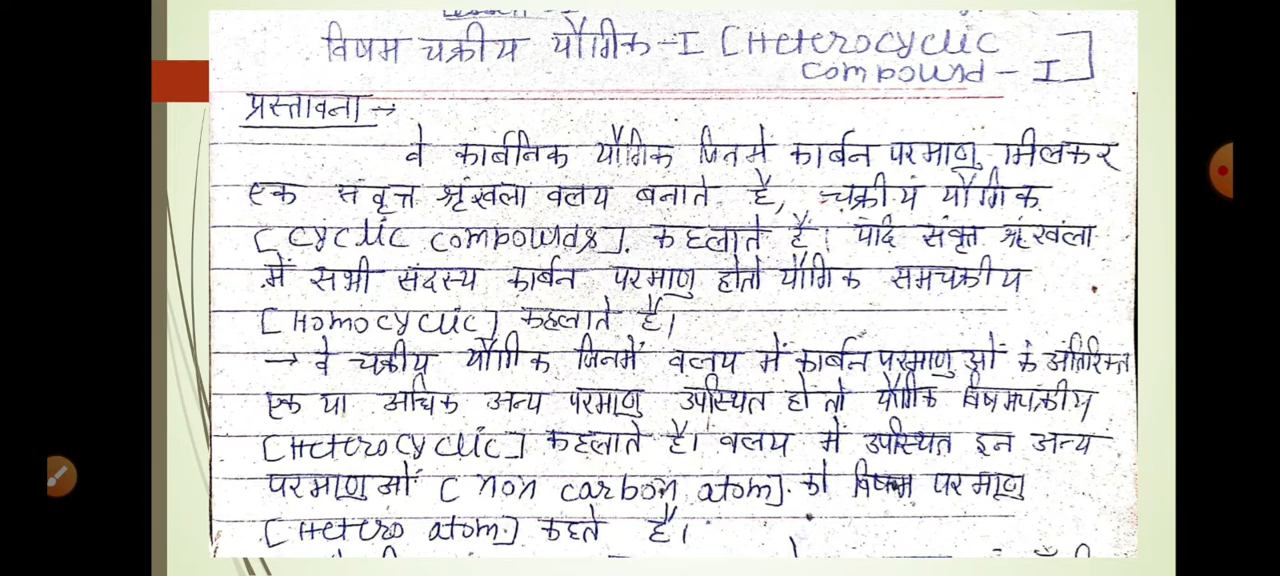 विषम चक्रीय यौगिक-I [Heterocyclic
compound - I]
प्रस्तावना →
वे कार्बनिक यौगिक जिनमें कार्बन परमाणु मिलकर
एक संवृत्त श्रृंखला वलय बनाते है, चक्रीय यौगिक
[cyclic compounds]. कहलाते हैं। यदि संवृत्त श्रृंखला
में सभी सदस्य कार्बन परमाणु होतो यौगिक समचक्रीय
[Homocyclic] कहलाते है।
→ वे चक्रीय यौगिक जिनमें वलय में कार्बन परमाणुओं के अतिरिक्त
एक या अधिक अन्य परमाणु उपस्थित हो तो यौगिक विषमचक्रीय
[Heterocyclic] कहलाते है। वलय में उपस्थित इन अन्य
परमाणुओं [non carbon atom]. को विषम परमाणु
[Hetero atom.] कहते है।